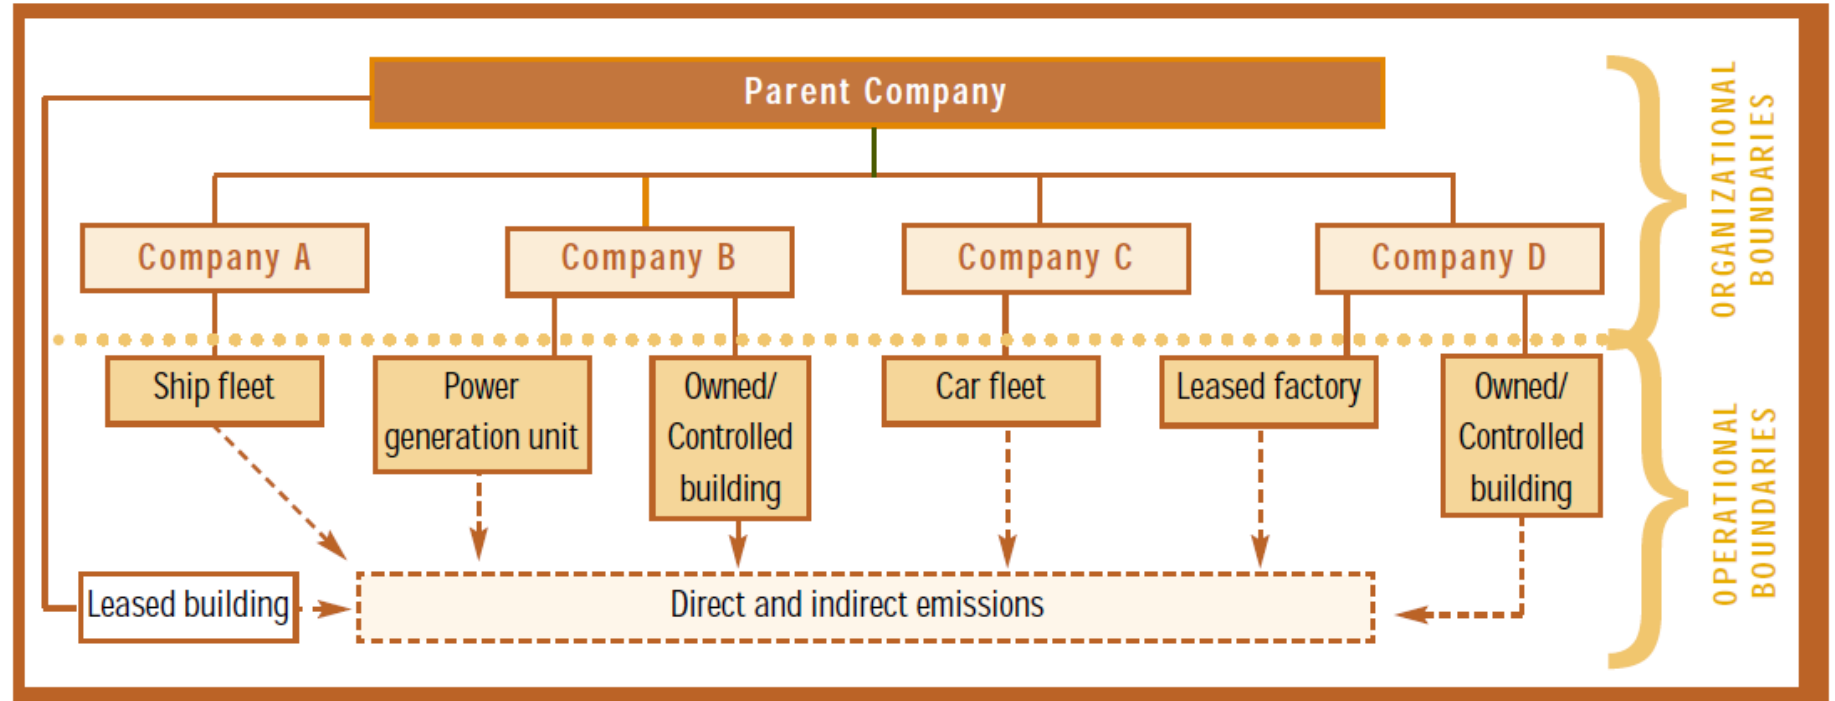 Parent Company
ORGANIZATIONAL
BOUNDARIES
Company A
Company B
Company C
Company D
Ship fleet
Power
generation unit
Owned/
Controlled
building
Car fleet
Leased factory
Owned/
Controlled
building
OPERATIONAL
BOUNDARIES
Leased building
Direct and indirect emissions